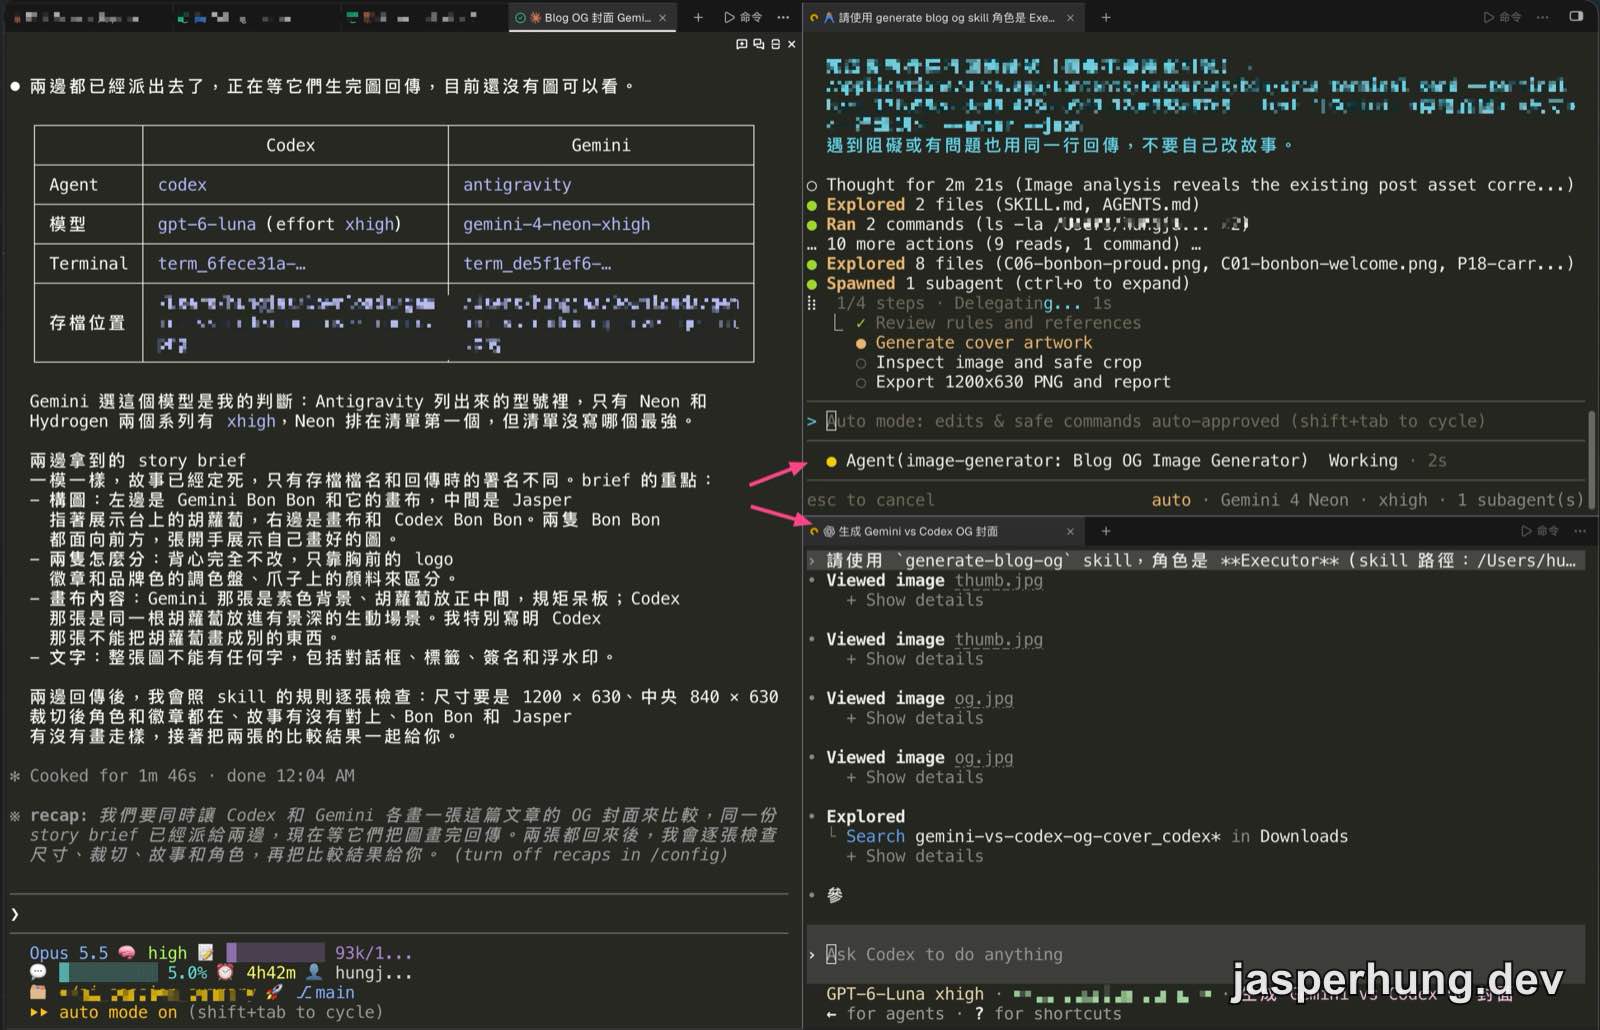 Blog OG 封面 Gemi...
命令
兩邊都已經派出去了，正在等它們生完圖回傳，目前還沒有圖可以看。
Codex Gemini
Agent codex antigravity
模型 gpt-6-luna (effort xhigh) gemini-4-neon-xhigh
Terminal term_6fece31a-… term_de5f1ef6-…
存檔位置
Gemini 選這個模型是我的判斷：Antigravity 列出來的型號裡，只有 Neon 和
Hydrogen 兩個系列有 xhigh，Neon 排在清單第一個，但清單沒寫哪個最強。
兩邊拿到的 story brief
一模一樣，故事已經定死，只有存檔檔名和回傳時的署名不同。brief 的重點：
- 構圖：左邊是 Gemini Bon Bon 和它的畫布，中間是 Jasper
指著展示台上的胡蘿蔔，右邊是畫布和 Codex Bon Bon。兩隻 Bon Bon
都面向前方，張開手展示自己畫好的圖。
- 兩隻怎麼分：背心完全不改，只靠胸前的 logo
徽章和品牌色的調色盤、爪子上的顏料來區分。
- 畫布內容：Gemini 那張是素色背景、胡蘿蔔放正中間，規矩呆板；Codex
那張是同一根胡蘿蔔放進有景深的生動場景。我特別寫明 Codex
那張不能把胡蘿蔔畫成別的東西。
- 文字：整張圖不能有任何字，包括對話框、標籤、簽名和浮水印。
兩邊回傳後，我會照 skill 的規則逐張檢查：尺寸要是 1200 × 630、中央 840 × 630
裁切後角色和徽章都在、故事有沒有對上、Bon Bon 和 Jasper
有沒有畫走樣，接著把兩張的比較結果一起給你。
✻ Cooked for 1m 46s · done 12:04 AM
※ recap: 我們要同時讓 Codex 和 Gemini 各畫一張這篇文章的 OG 封面來比較，同一份
story brief 已經派給兩邊，現在等它們把圖畫完回傳。兩張都回來後，我會逐張檢查
尺寸、裁切、故事和角色，再把比較結果給你。 (turn off recaps in /config)
❯
Opus 5.5 high 93k/1...
5.0% 4h42m hungj...
main
auto mode on (shift+tab to cycle)
請使用 generate blog og skill 角色是 Exe...
命令
遇到阻礙或有問題也用同一行回傳，不要自己改故事。
Thought for 2m 21s (Image analysis reveals the existing post asset corre...)
Explored 2 files (SKILL.md, AGENTS.md)
Ran 2 commands (ls -la
… 10 more actions (9 reads, 1 command) …
Explored 8 files (C06-bonbon-proud.png, C01-bonbon-welcome.png, P18-carr...)
Spawned 1 subagent (ctrl+o to expand)
1/4 steps · Delegating... 1s
✓ Review rules and references
Generate cover artwork
Inspect image and safe crop
Export 1200x630 PNG and report
> Auto mode: edits & safe commands auto-approved (shift+tab to cycle)
Agent(image-generator: Blog OG Image Generator) Working · 2s
esc to cancel auto · Gemini 4 Neon · xhigh · 1 subagent(s)
生成 Gemini vs Codex OG 封面
命令
› 請使用 `generate-blog-og` skill，角色是 **Executor** (skill 路徑：/Users/hu…
• Viewed image thumb.jpg
+ Show details
• Viewed image thumb.jpg
+ Show details
• Viewed image og.jpg
+ Show details
• Viewed image og.jpg
+ Show details
• Explored
└ Search gemini-vs-codex-og-cover_codex* in Downloads
+ Show details
• 參
› Ask Codex to do anything
GPT-6-Luna xhigh · 生成 Gemini vs Codex 封面
← for agents · ? for shortcuts
jasperhung.dev